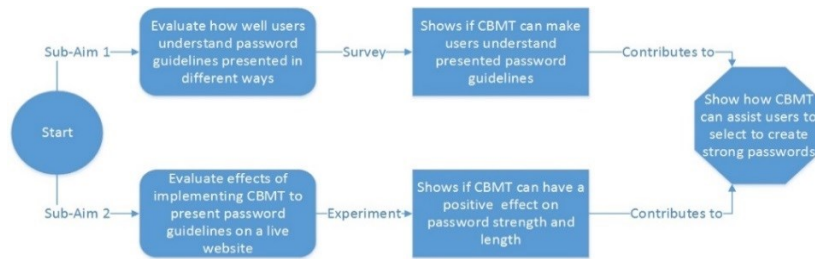 Evaluate how well users
understand password
guidelines presented in
different ways
Shows if CBMT can make
users understand
presented password
guidelines
Sub-Aim 1
Survey
Contributes to
Start
Show how CBMT
can assist users to
select to create
strong passwords
Evaluate effects of
implementing CBMT to
present password
guidelines on a live
website
Shows if CBMT can have a
positive effect on
password strength and
length
Sub-Aim 2
Experiment
Contributes to